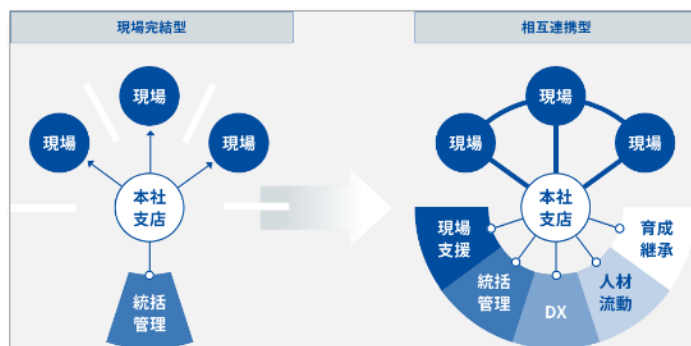 現場完結型
現場
現場
現場
本社
支店
統括
管理
相互連携型
現場
現場
現場
本社
支店
現場
支援
統括
管理
DX
人材
流動
育成
継承